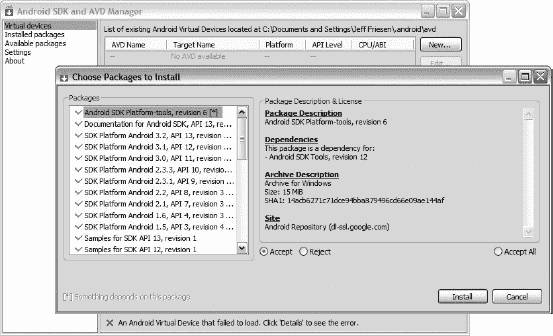 Android SDK and AVD Manager
Virtual devices
Installed packages
Available packages
Settings
About
List of existing Android Virtual Devices located at C:\Documents and Settings\Jeff Friesen\.android\avd
AVD Name
Target Name
Platform
API Level
CPU/ABI
No AVD available
New...
Edit...
Choose Packages to Install
Packages
Android SDK Platform-tools, revision 6 [*]
Documentation for Android SDK, API 13, re...
SDK Platform Android 3.2, API 13, revision ...
SDK Platform Android 3.1, API 12, revision ...
SDK Platform Android 3.0, API 11, revision ...
SDK Platform Android 2.3.3, API 10, revisio...
SDK Platform Android 2.3.1, API 9, revision...
SDK Platform Android 2.2, API 8, revision 3 ...
SDK Platform Android 2.1, API 7, revision 3 ...
SDK Platform Android 1.6, API 4, revision 3 ...
SDK Platform Android 1.5, API 3, revision 4 ...
Samples for SDK API 13, revision 1
Samples for SDK API 12, revision 1
Package Description & License
Package Description
Android SDK Platform-tools, revision 6
Dependencies
This package is a dependency for:
- Android SDK Tools, revision 12
Archive Description
Archive for Windows
Size: 15 MiB
SHA1:
Site
Android Repository (dl-ssl.google.com)
Accept
Reject
Accept All
[*] Something depends on this package
Install
Cancel
An Android Virtual Device that failed to load. Click 'Details' to see the error.